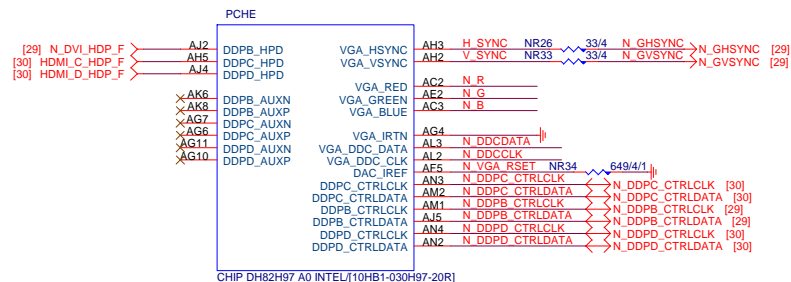 PCHE
[29] N_DVI_HDP_F AJ2 DDPB_HPD VGA_HSYNC AH3 H_SYNC NR26 33/4 N_GHSYNC N_GHSYNC [29]
[30] HDMI_C_HDP_F AH5 DDPC_HPD VGA_VSYNC AH2 V_SYNC NR33 33/4 N_GVSYNC N_GVSYNC [29]
[30] HDMI_D_HDP_F AJ4 DDPD_HPD
VGA_RED AC2 N_R
AK6 DDPB_AUXN VGA_GREEN AE2 N_G
AK8 DDPB_AUXP VGA_BLUE AC3 N_B
AG7 DDPC_AUXN
AG6 DDPC_AUXP VGA_IRTN AG4
AG11 DDPD_AUXN VGA_DDC_DATA AL3 N_DDCDATA
AG10 DDPD_AUXP VGA_DDC_CLK AL2 N_DDCCLK
DAC_IREF AF5 N_VGA_RSET NR34 649/4/1
DDPC_CTRLCLK AN3 N_DDPC_CTRLCLK N_DDPC_CTRLCLK [30]
DDPC_CTRLDATA AM2 N_DDPC_CTRLDATA N_DDPC_CTRLDATA [30]
DDPB_CTRLCLK AM1 N_DDPB_CTRLCLK N_DDPB_CTRLCLK [29]
DDPB_CTRLDATA AJ5 N_DDPB_CTRLDATA N_DDPB_CTRLDATA [29]
DDPD_CTRLCLK AN4 N_DDPD_CTRLCLK N_DDPD_CTRLCLK [30]
DDPD_CTRLDATA AN2 N_DDPD_CTRLDATA N_DDPD_CTRLDATA [30]
CHIP DH82H97 A0 INTEL/[10HB1-030H97-20R]